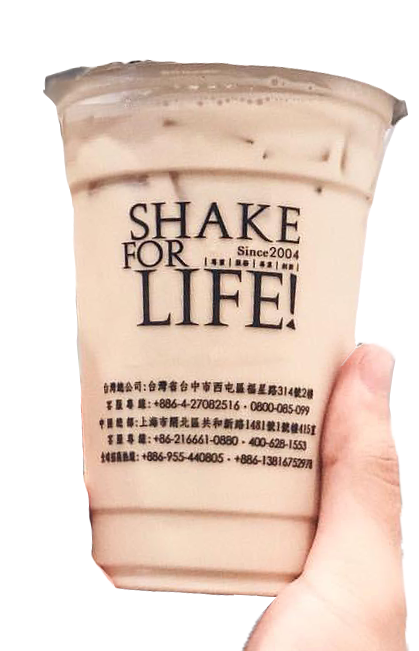 SHAKE
FOR
Since2004
LIFE!
台灣總公司:台灣省台中市西屯區福星路314號2樓
客服專線:+886-4-27082516·0800-085-099
中國總部:上海市閘北區共和新路1481號1號樓415室
客服專線:+86-216661-0880·400-628-1553
全球招商熱線:+886-955-440805·+886-13816752978